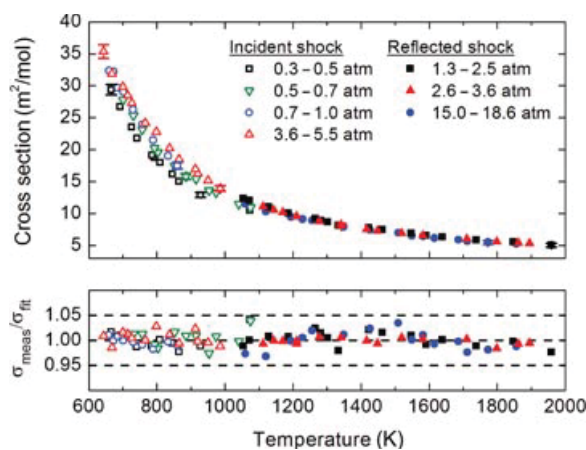 Cross section (m²/mol)
40
35
30
25
20
15
10
5
Incident shock
0.3 – 0.5 atm
0.5 – 0.7 atm
0.7 – 1.0 atm
3.6 – 5.5 atm
Reflected shock
1.3 – 2.5 atm
2.6 – 3.6 atm
15.0 – 18.6 atm
σmeas/σfit
1.05
1.00
0.95
600 800 1000 1200 1400 1600 1800 2000
Temperature (K)